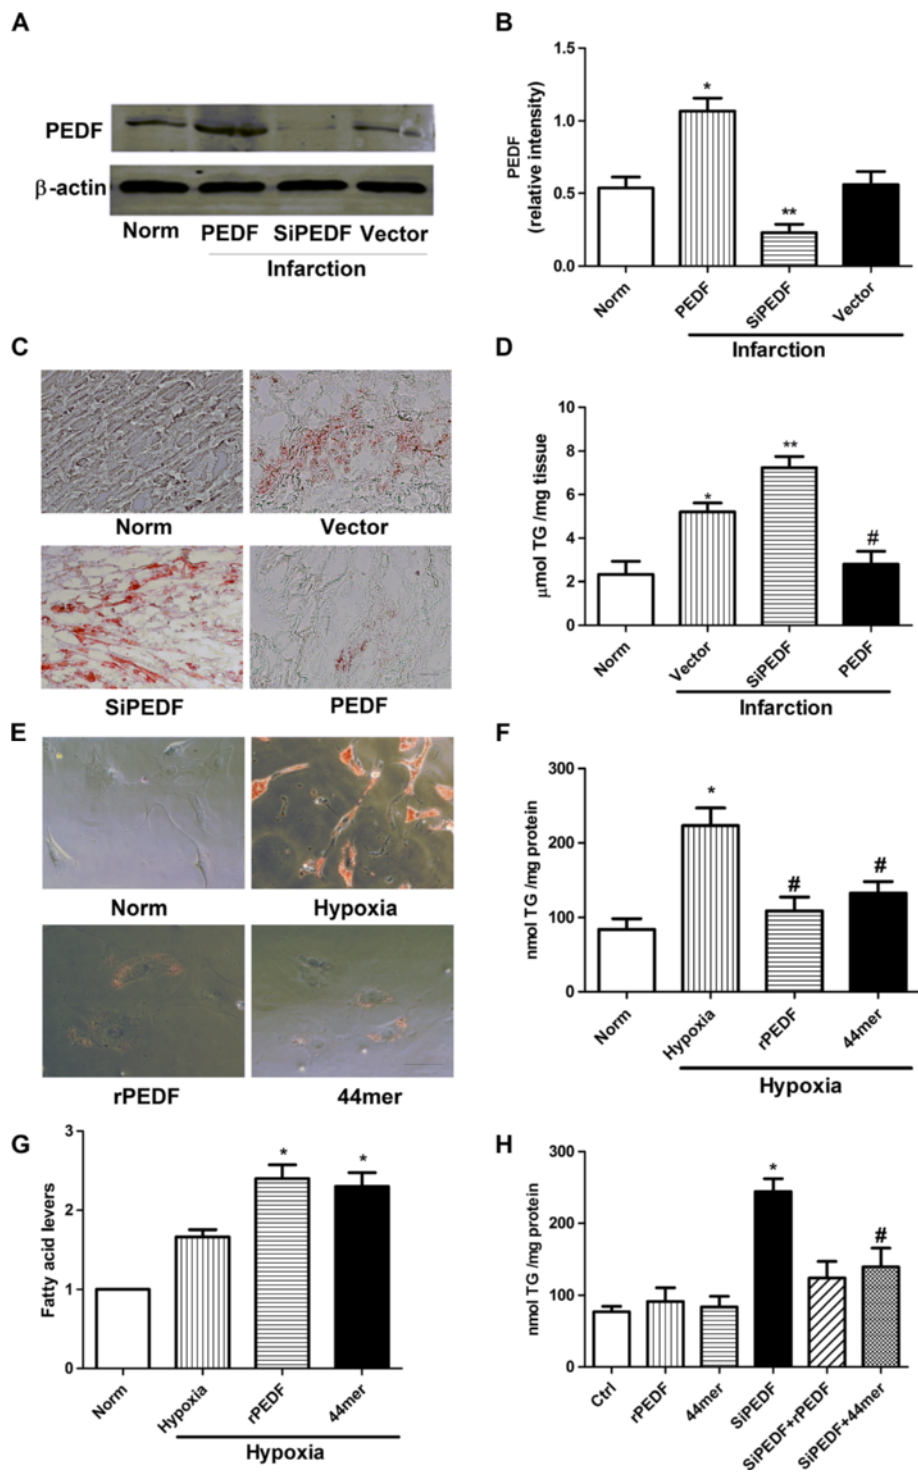 A
PEDF
β-actin
Norm PEDF SiPEDF Vector
Infarction
B
PEDF
(relative intensity)
1.5
1.0
0.5
0.0
*
**
Norm
PEDF
SiPEDF
Vector
Infarction
C
Norm Vector
SiPEDF PEDF
D
μmol TG /mg tissue
10
8
6
4
2
0
*
**
#
Norm
Vector
SiPEDF
PEDF
Infarction
E
Norm Hypoxia
rPEDF 44mer
F
nmol TG /mg protein
300
200
100
0
*
#
#
Norm
Hypoxia
rPEDF
44mer
Hypoxia
G
Fatty acid levers
3
2
1
0
*
*
Norm
Hypoxia
rPEDF
44mer
Hypoxia
H
nmol TG /mg protein
300
200
100
0
*
#
Ctrl
rPEDF
44mer
SiPEDF
SiPEDF+rPEDF
SiPEDF+44mer